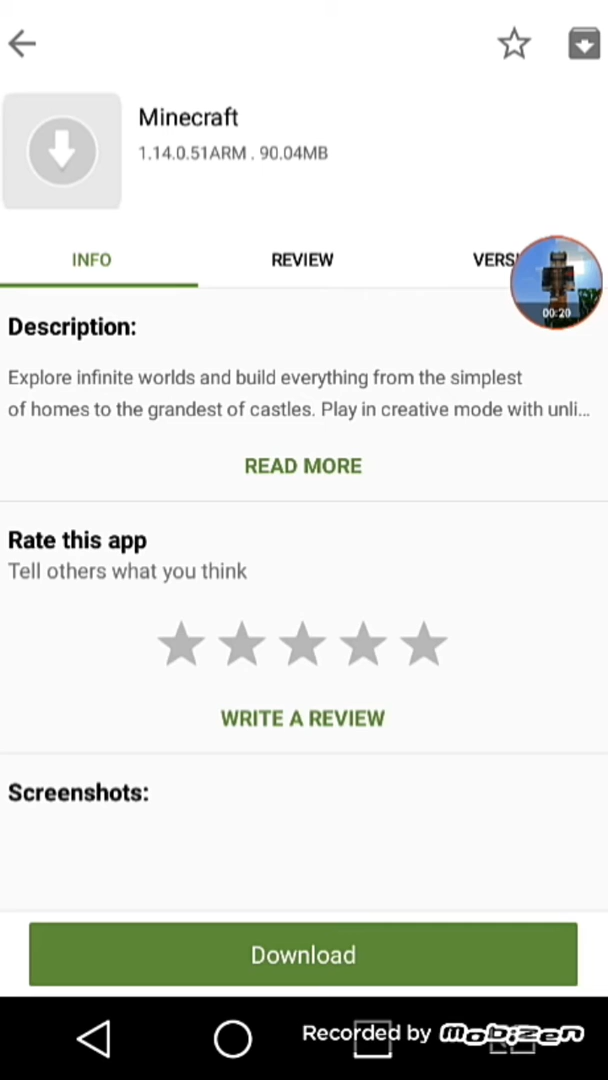 Minecraft
1.14.0.51ARM . 90.04MB
INFO
REVIEW
00:20
Description:
Explore infinite worlds and build everything from the simplest
of homes to the grandest of castles. Play in creative mode with unli...
READ MORE
Rate this app
Tell others what you think
WRITE A REVIEW
Screenshots:
Download
Recorded by Mobizen